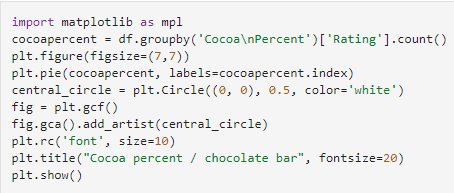 import matplotlib as mpl
cocoapercent = df.groupby('Cocoa\nPercent')['Rating'].count()
plt.figure(figsize=(7,7))
plt.pie(cocoapercent, labels=cocoapercent.index)
central_circle = plt.Circle((0, 0), 0.5, color='white')
fig = plt.gcf()
fig.gca().add_artist(central_circle)
plt.rc('font', size=10)
plt.title("Cocoa percent / chocolate bar", fontsize=20)
plt.show()